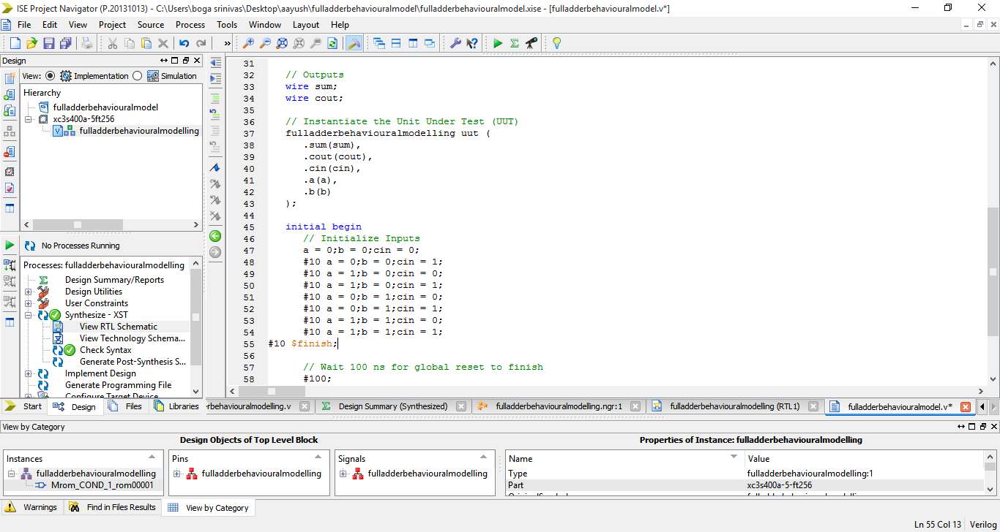 ISE Project Navigator (P.20131013) - C:\Users\boga srinivas\Desktop\aayush\fulladderbehaviouralmodel\fulladderbehaviouralmodel.xise - [fulladderbehaviouralmodel.v*]
File Edit View Project Source Process Tools Window Layout Help
Design
View: Implementation Simulation
Hierarchy
fulladderbehaviouralmodel
xc3s400a-5ft256
fulladderbehaviouralmodelling
No Processes Running
Processes: fulladderbehaviouralmodelling
Design Summary/Reports
Design Utilities
User Constraints
Synthesize - XST
View RTL Schematic
View Technology Schema...
Check Syntax
Generate Post-Synthesis S...
Implement Design
Generate Programming File
Configure Target Device
Start Design Files Libraries
31
32 // Outputs
33 wire sum;
34 wire cout;
35
36 // Instantiate the Unit Under Test (UUT)
37 fulladderbehaviouralmodelling uut (
38 .sum(sum),
39 .cout(cout),
40 .cin(cin),
41 .a(a),
42 .b(b)
43 );
44
45 initial begin
46 // Initialize Inputs
47 a = 0;b = 0;cin = 0;
48 #10 a = 0;b = 0;cin = 1;
49 #10 a = 1;b = 0;cin = 0;
50 #10 a = 1;b = 0;cin = 1;
51 #10 a = 0;b = 1;cin = 0;
52 #10 a = 0;b = 1;cin = 1;
53 #10 a = 1;b = 1;cin = 0;
54 #10 a = 1;b = 1;cin = 1;
55 #10 $finish;
56
57 // Wait 100 ns for global reset to finish
58 #100;
rbehaviouralmodelling.v Design Summary (Synthesized) fulladderbehaviouralmodelling.ngr:1 fulladderbehaviouralmodelling (RTL1) fulladderbehaviouralmodel.v*
View by Category
Design Objects of Top Level Block
Instances
fulladderbehaviouralmodelling
Mrom_COND_1_rom00001
Pins
fulladderbehaviouralmodelling
Signals
fulladderbehaviouralmodelling
Properties of Instance: fulladderbehaviouralmodelling
Name Value
Type fulladderbehaviouralmodelling:1
Part xc3s400a-5-ft256
Warnings Find in Files Results View by Category
Ln 55 Col 13 Verilog